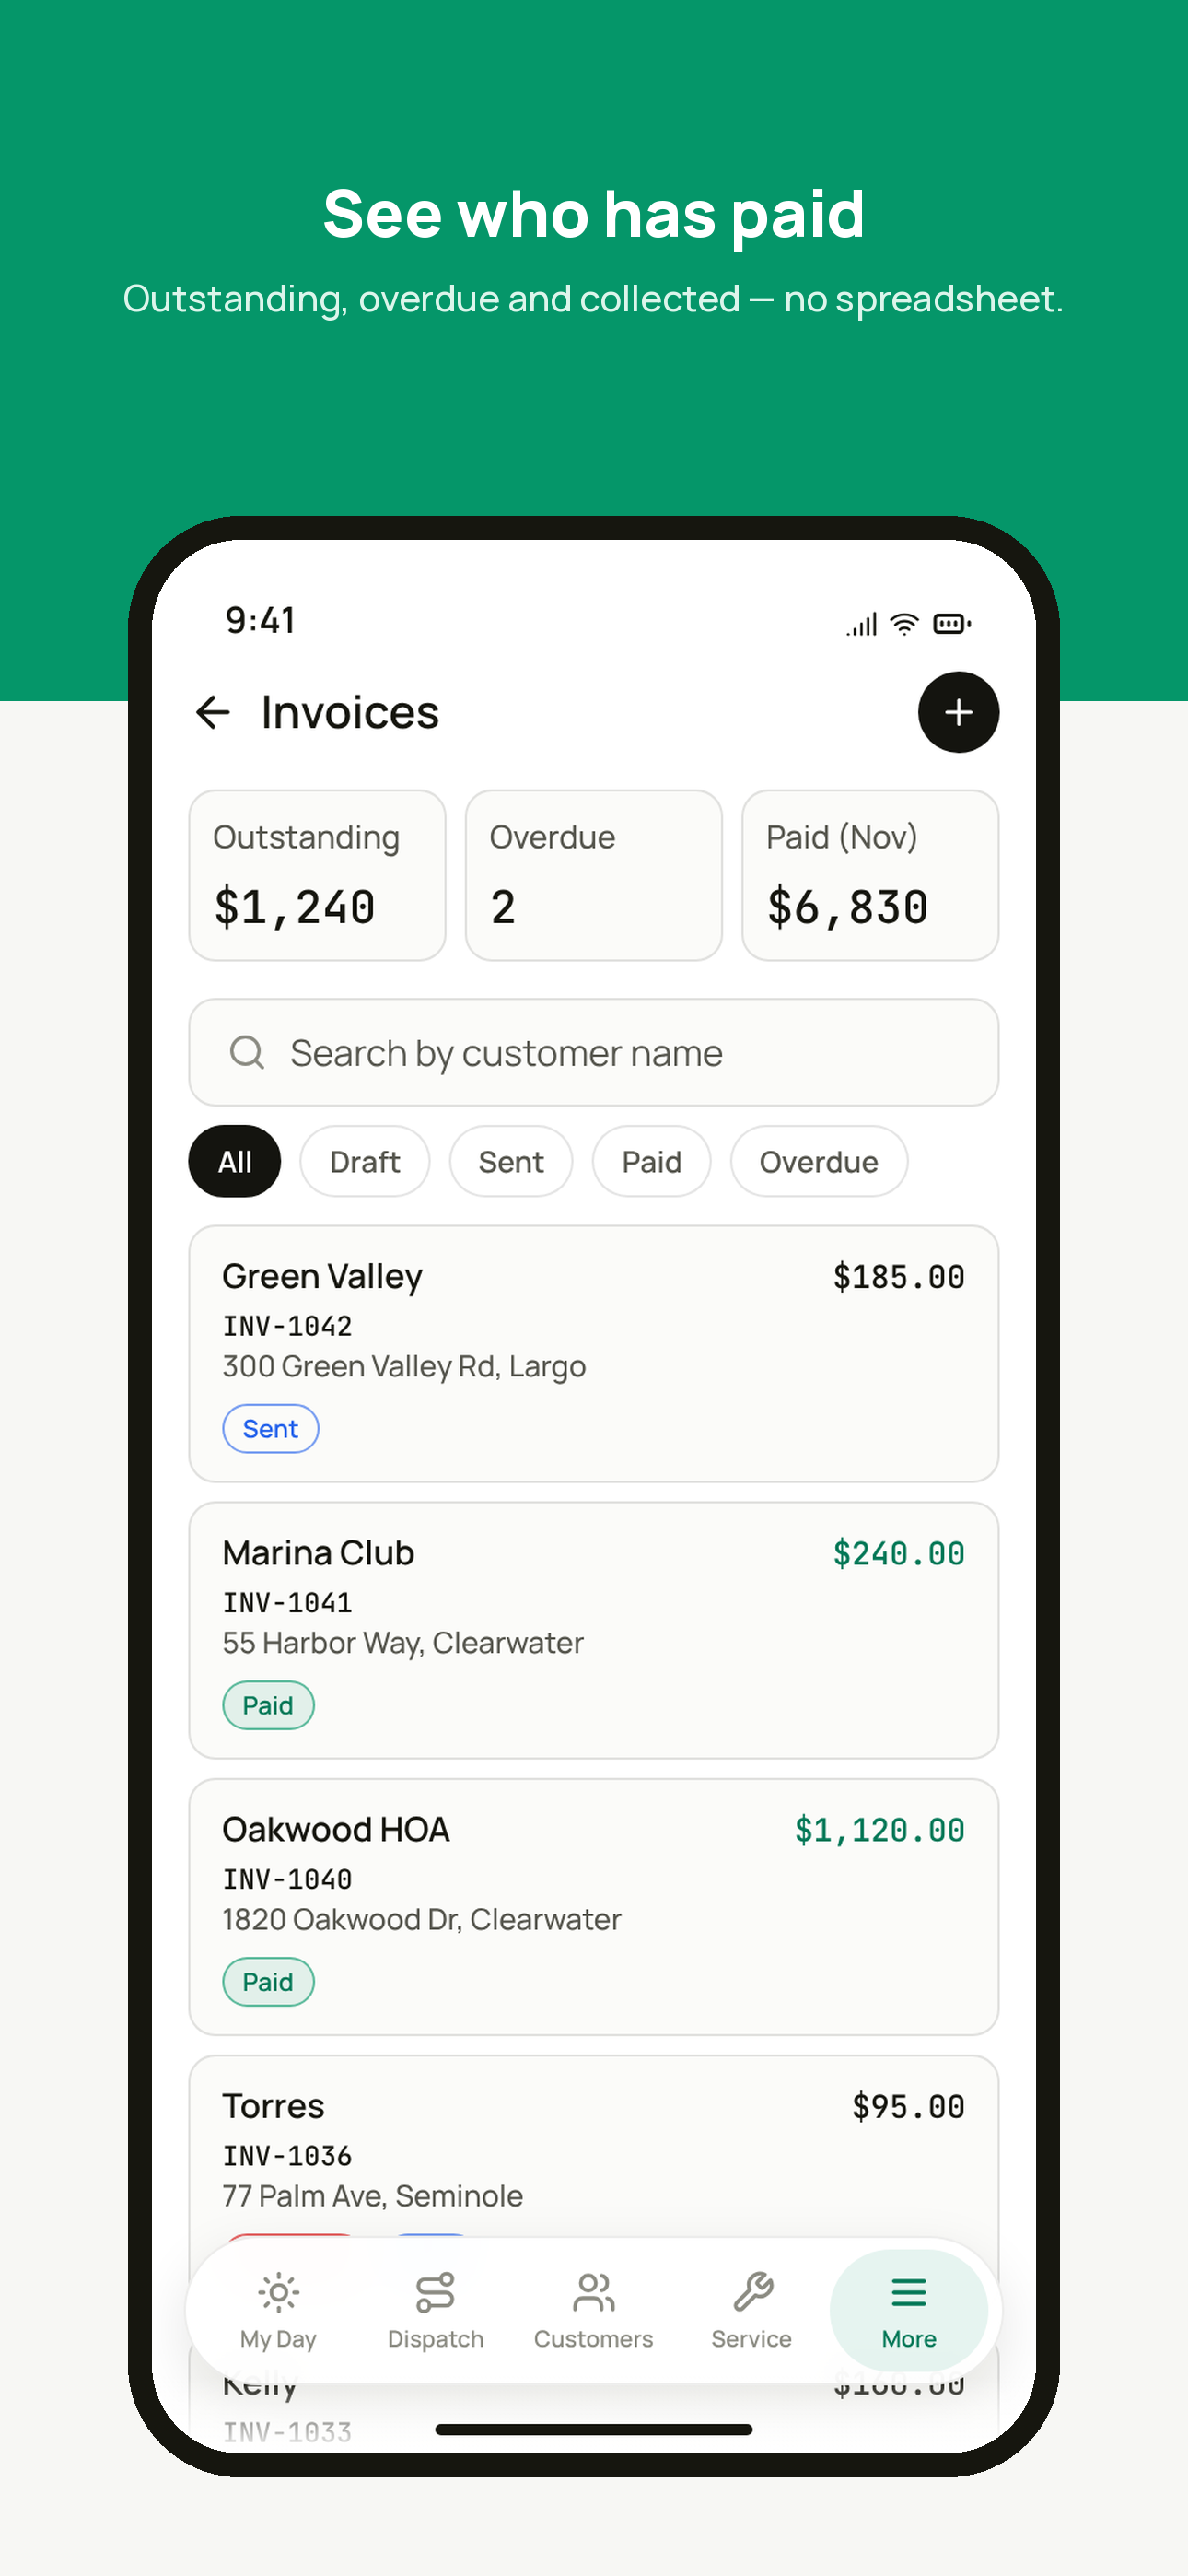 See who has paid
Outstanding, overdue and collected — no spreadsheet.
9:41
Invoices
Outstanding
$1,240
Overdue
2
Paid (Nov)
$6,830
Search by customer name
All Draft Sent Paid Overdue
Green Valley $185.00
INV-1042
300 Green Valley Rd, Largo
Sent
Marina Club $240.00
INV-1041
55 Harbor Way, Clearwater
Paid
Oakwood HOA $1,120.00
INV-1040
1820 Oakwood Dr, Clearwater
Paid
Torres $95.00
INV-1036
77 Palm Ave, Seminole
My Day Dispatch Customers Service More
Kelly $160.00
INV-1033